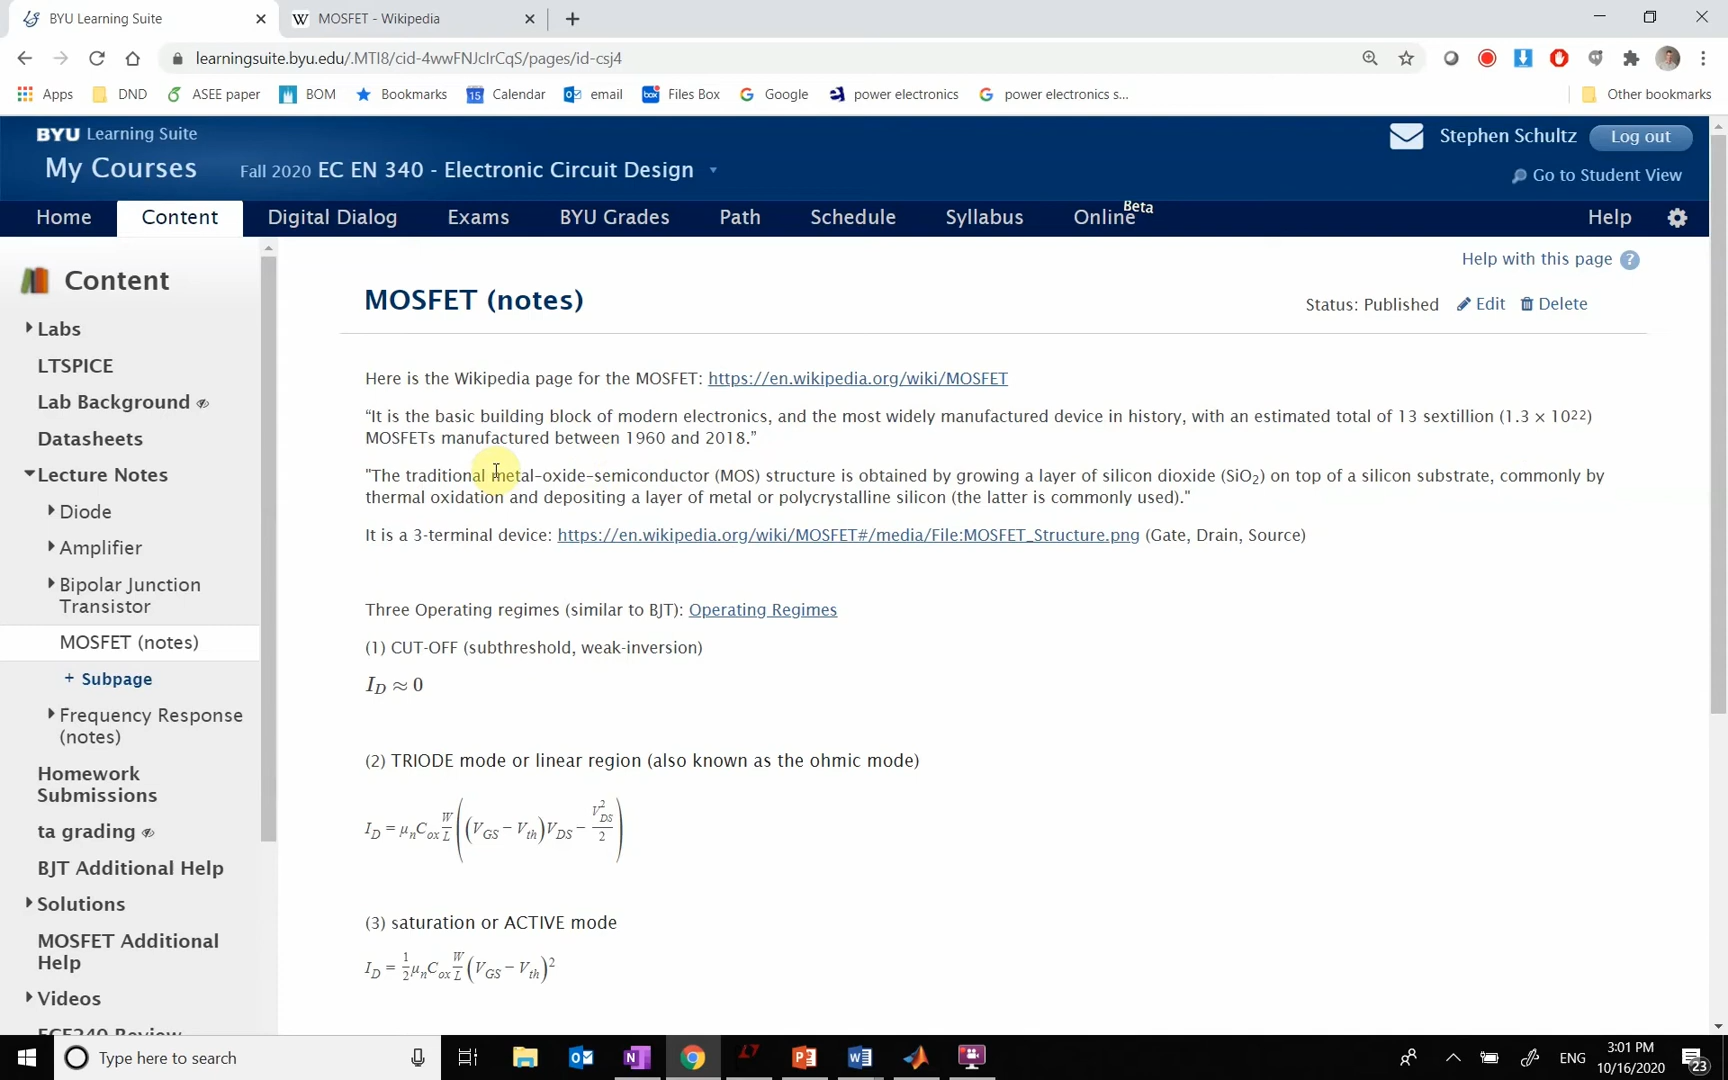 BYU Learning Suite
MOSFET - Wikipedia
learningsuite.byu.edu/.MTI8/cid-4wwFNJclrCqS/pages/id-csj4
Apps
DND
ASEE paper
BOM
Bookmarks
Calendar
email
Files Box
Google
power electronics
power electronics s...
Other bookmarks
BYU Learning Suite
Stephen Schultz
Log out
My Courses
Fall 2020 EC EN 340 - Electronic Circuit Design
Go to Student View
Home
Content
Digital Dialog
Exams
BYU Grades
Path
Schedule
Syllabus
Online Beta
Help
Content
Labs
LTSPICE
Lab Background
Datasheets
Lecture Notes
Diode
Amplifier
Bipolar Junction
Transistor
MOSFET (notes)
+ Subpage
Frequency Response
(notes)
Homework
Submissions
ta grading
BJT Additional Help
Solutions
MOSFET Additional
Help
Videos
Help with this page ?
MOSFET (notes)
Status: Published
Edit
Delete
Here is the Wikipedia page for the MOSFET: https://en.wikipedia.org/wiki/MOSFET
“It is the basic building block of modern electronics, and the most widely manufactured device in history, with an estimated total of 13 sextillion (1.3 × 10²²)
MOSFETs manufactured between 1960 and 2018.”
"The traditional metal-oxide-semiconductor (MOS) structure is obtained by growing a layer of silicon dioxide (SiO₂) on top of a silicon substrate, commonly by
thermal oxidation and depositing a layer of metal or polycrystalline silicon (the latter is commonly used)."
It is a 3-terminal device: https://en.wikipedia.org/wiki/MOSFET#/media/File:MOSFET_Structure.png (Gate, Drain, Source)
Three Operating regimes (similar to BJT): Operating Regimes
(1) CUT-OFF (subthreshold, weak-inversion)
I_D ≈ 0
(2) TRIODE mode or linear region (also known as the ohmic mode)
I_D = μ_n C_ox W/L ((V_GS − V_th)V_DS − V_DS²/2)
(3) saturation or ACTIVE mode
I_D = 1/2 μ_n C_ox W/L (V_GS − V_th)²
Type here to search
ENG
3:01 PM
10/16/2020
23